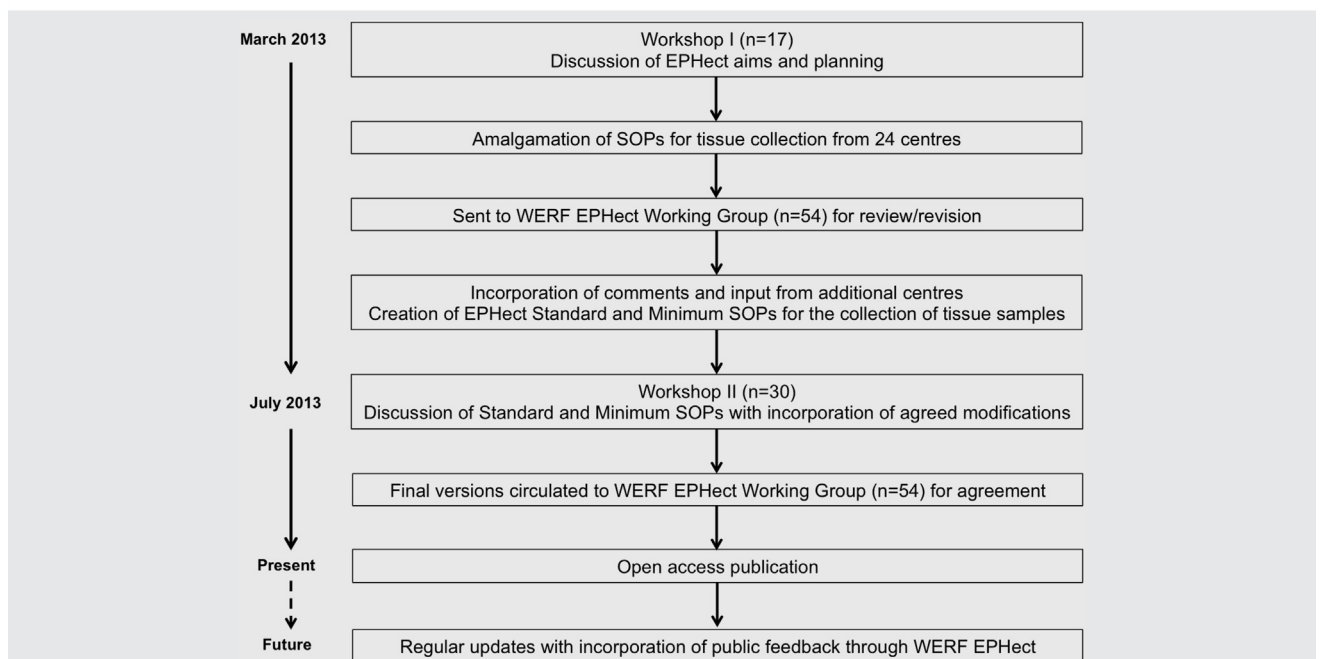 March 2013
Workshop I (n=17)
Discussion of EPHect aims and planning
Amalgamation of SOPs for tissue collection from 24 centres
Sent to WERF EPHect Working Group (n=54) for review/revision
Incorporation of comments and input from additional centres
Creation of EPHect Standard and Minimum SOPs for the collection of tissue samples
July 2013
Workshop II (n=30)
Discussion of Standard and Minimum SOPs with incorporation of agreed modifications
Final versions circulated to WERF EPHect Working Group (n=54) for agreement
Present
Open access publication
Future
Regular updates with incorporation of public feedback through WERF EPHect